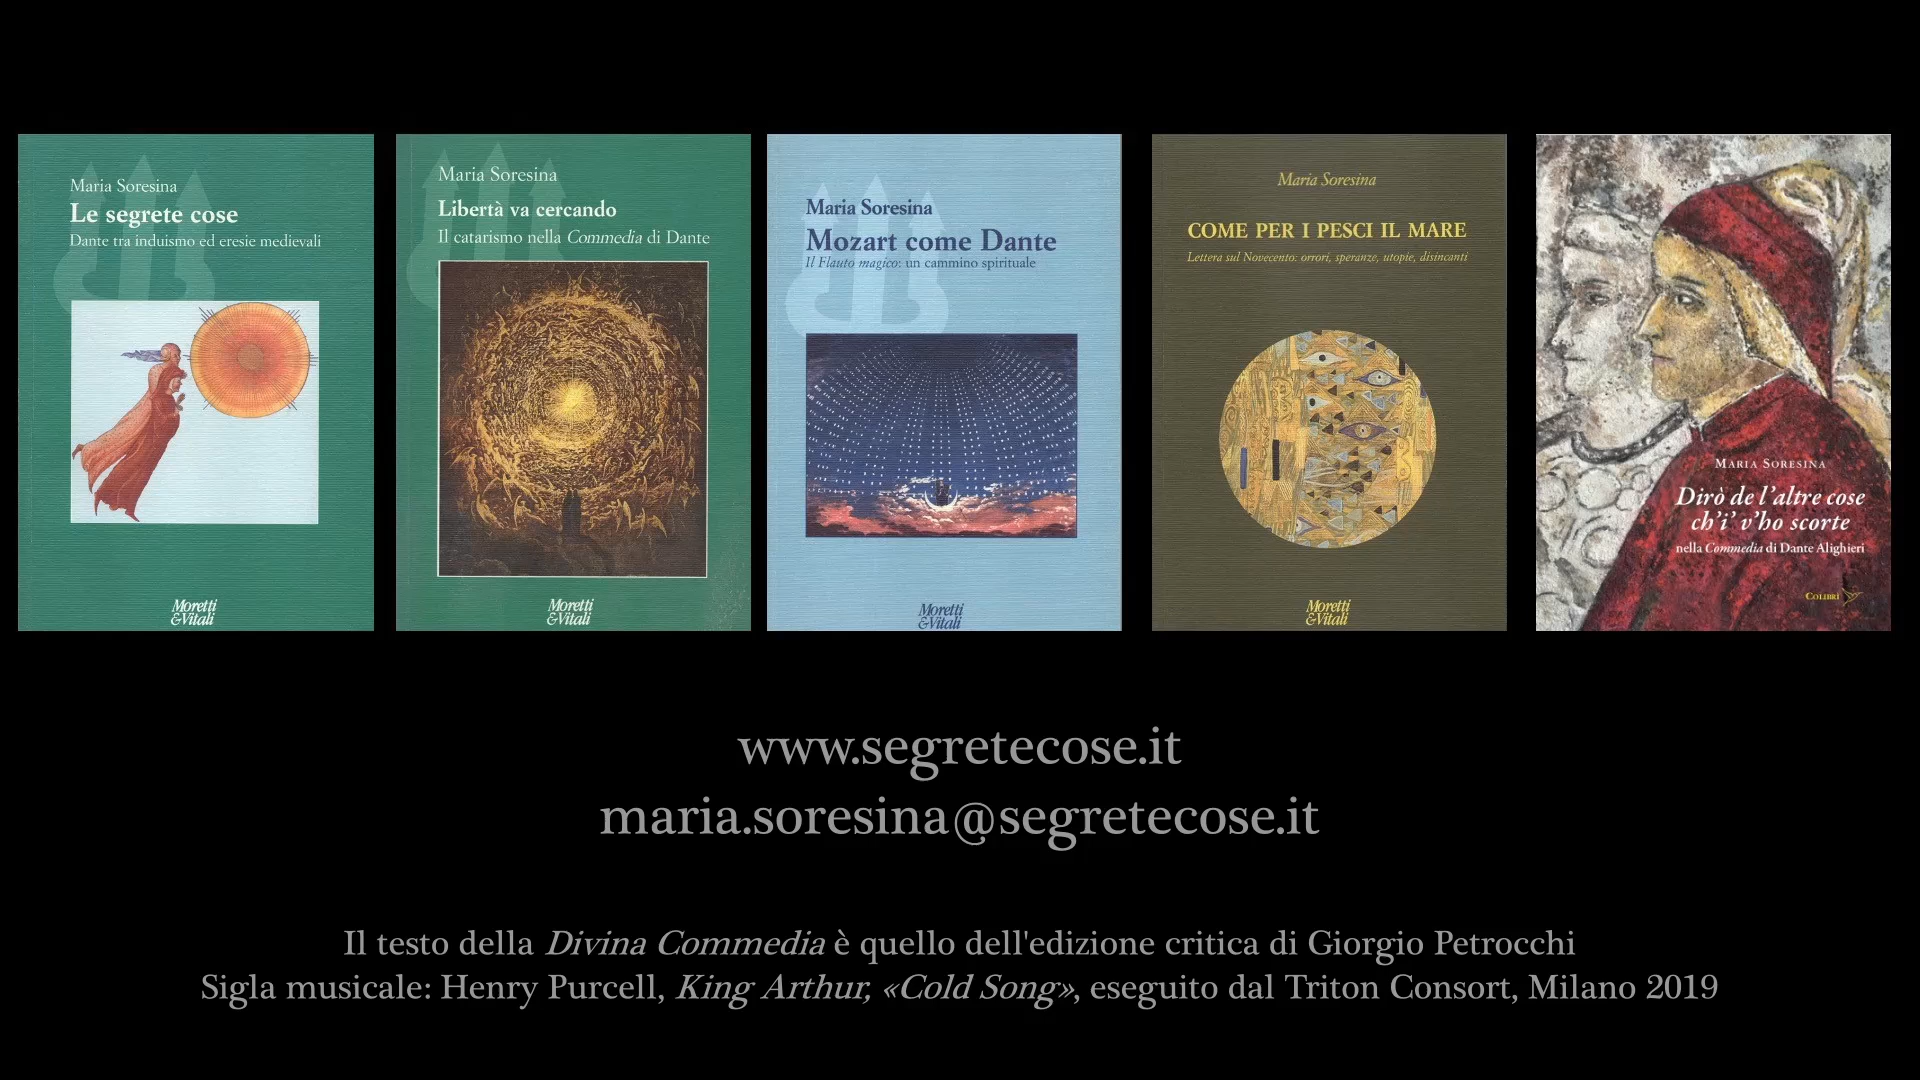 Maria Soresina
Le segrete cose
Dante tra induismo ed eresie medievali
Moretti
&Vitali
Maria Soresina
Libertà va cercando
Il catarismo nella Commedia di Dante
Moretti
&Vitali
Maria Soresina
Mozart come Dante
Il Flauto magico: un cammino spirituale
Moretti
&Vitali
Maria Soresina
COME PER I PESCI IL MARE
Lettera sul Novecento: orrori, speranze, utopie, disincanti
Moretti
&Vitali
MARIA SORESINA
Dirò de l'altre cose
ch'i' v'ho scorte
nella Commedia di Dante Alighieri
COLIBRÌ
www.segretecose.it
maria.soresina@segretecose.it
Il testo della Divina Commedia è quello dell'edizione critica di Giorgio Petrocchi
Sigla musicale: Henry Purcell, King Arthur, «Cold Song», eseguito dal Triton Consort, Milano 2019